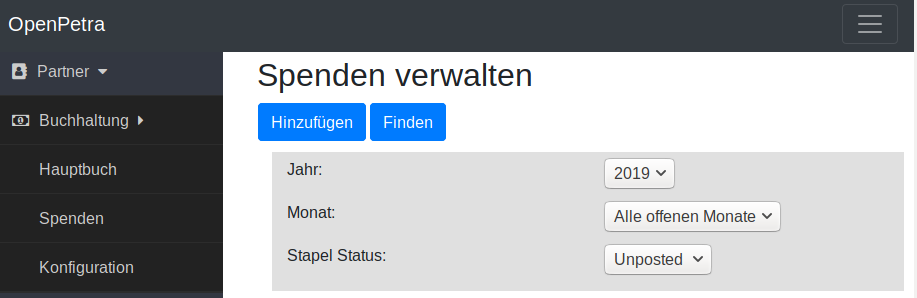 OpenPetra
Partner
Buchhaltung
Hauptbuch
Spenden
Konfiguration
Spenden verwalten
Hinzufügen Finden
Jahr: 2019
Monat: Alle offenen Monate
Stapel Status: Unposted